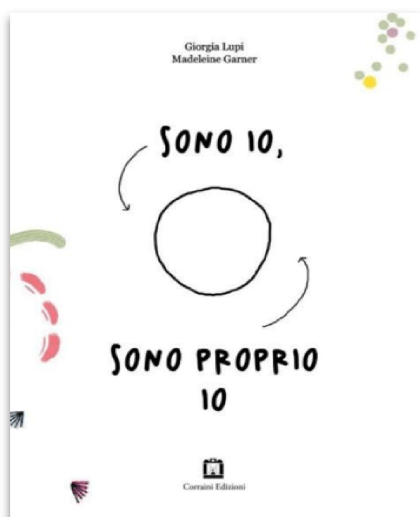 Giorgia Lupi
Madeleine Garner
SONO IO,
SONO PROPRIO
IO
Corraini Edizioni